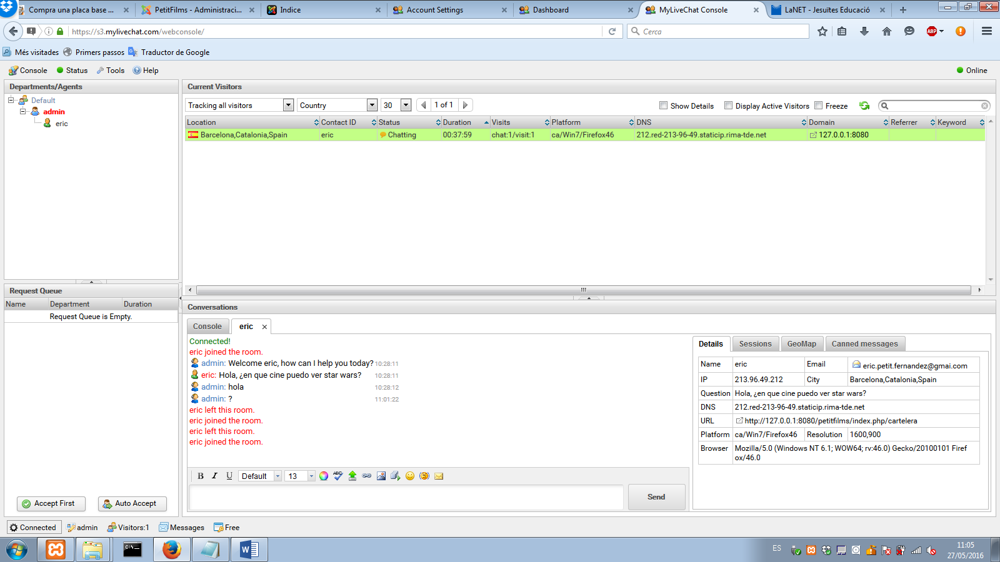 Compra una placa base ...
PetitFilms - Administraci...
Indice
Account Settings
Dashboard
MyLiveChat Console
LaNET - Jesuïtes Educació
https://s3.mylivechat.com/webconsole/
Cerca
ABP
Més visitades
Primers passos
Traductor de Google
Console
Status
Tools
Help
Online
Departments/Agents
Default
admin
eric
Current Visitors
Tracking all visitors
Country
30
1 of 1
Show Details
Display Active Visitors
Freeze
Location Contact ID Status Duration Visits Platform DNS Domain Referrer Keyword
Barcelona,Catalonia,Spain eric Chatting 00:37:59 chat:1/visit:1 ca/Win7/Firefox46 212.red-213-96-49.staticip.rima-tde.net 127.0.0.1:8080
Request Queue
Name Department Duration
Request Queue is Empty.
Accept First
Auto Accept
Conversations
Console
eric
Connected!
eric joined the room.
admin: Welcome eric, how can I help you today? 10:28:11
eric: Hola, ¿en que cine puedo ver star wars? 10:28:11
admin: hola 10:28:12
admin: ? 11:01:22
eric left this room.
eric joined the room.
eric left this room.
eric joined the room.
B I U Default 13 ABC
Send
Details
Sessions
GeoMap
Canned messages
Name eric Email eric.petit.fernandez@gmai.com
IP 213.96.49.212 City Barcelona,Catalonia,Spain
Question Hola, ¿en que cine puedo ver star wars?
DNS 212.red-213-96-49.staticip.rima-tde.net
URL http://127.0.0.1:8080/petitfilms/index.php/cartelera
Platform ca/Win7/Firefox46 Resolution 1600,900
Browser Mozilla/5.0 (Windows NT 6.1; WOW64; rv:46.0) Gecko/20100101 Firef
ox/46.0
Connected
admin
Visitors:1
Messages
Free
C:\.
W
ES
11:05
27/05/2016